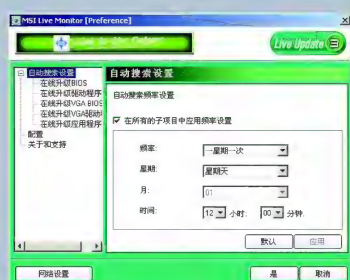 MSI Live Monitor [Preference]
Live Update
自动搜索设置
在线升级BIOS
在线升级驱动程序
在线升级VGA BIOS
在线升级VGA驱动
在线升级应用程序
配置
关于和支持
自动搜索设置
自动搜索频率设置
在所有的子项目中应用频率设置
频率: 一星期一次
星期: 星期天
月: 01
时间: 12 小时. 00 分钟.
默认 应用
网络设置 是 取消